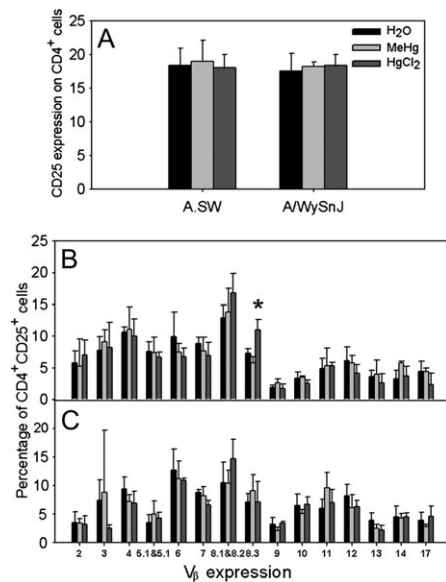 A
H2O
MeHg
HgCl2
CD25 expression on CD4+ cells
25
20
15
10
5
0
A.SW
A/WySnJ
B
*
Percentage of CD4+CD25+ cells
25
20
15
10
5
0
C
20
15
10
5
0
2 3 4 5.1&5.1 6 7 8.1&8.2 8.3 9 10 11 12 13 14 17
Vβ expression